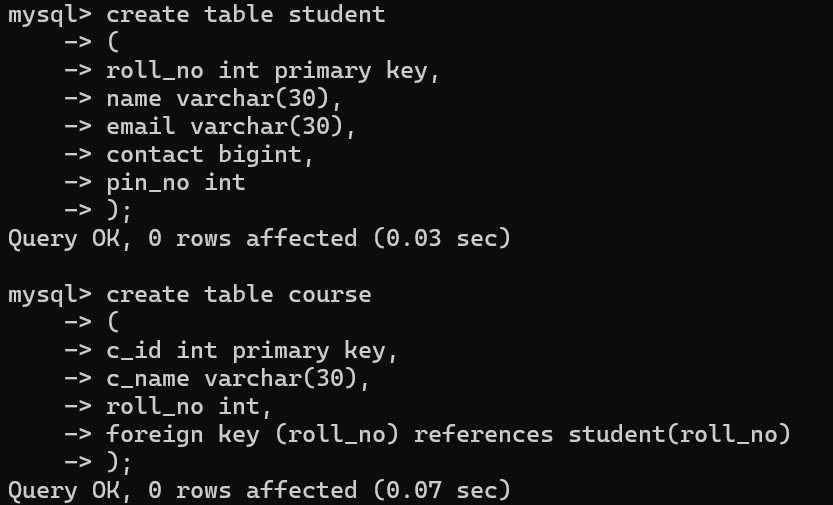 mysql> create table student
    -> (
    -> roll_no int primary key,
    -> name varchar(30),
    -> email varchar(30),
    -> contact bigint,
    -> pin_no int
    -> );
Query OK, 0 rows affected (0.03 sec)

mysql> create table course
    -> (
    -> c_id int primary key,
    -> c_name varchar(30),
    -> roll_no int,
    -> foreign key (roll_no) references student(roll_no)
    -> );
Query OK, 0 rows affected (0.07 sec)